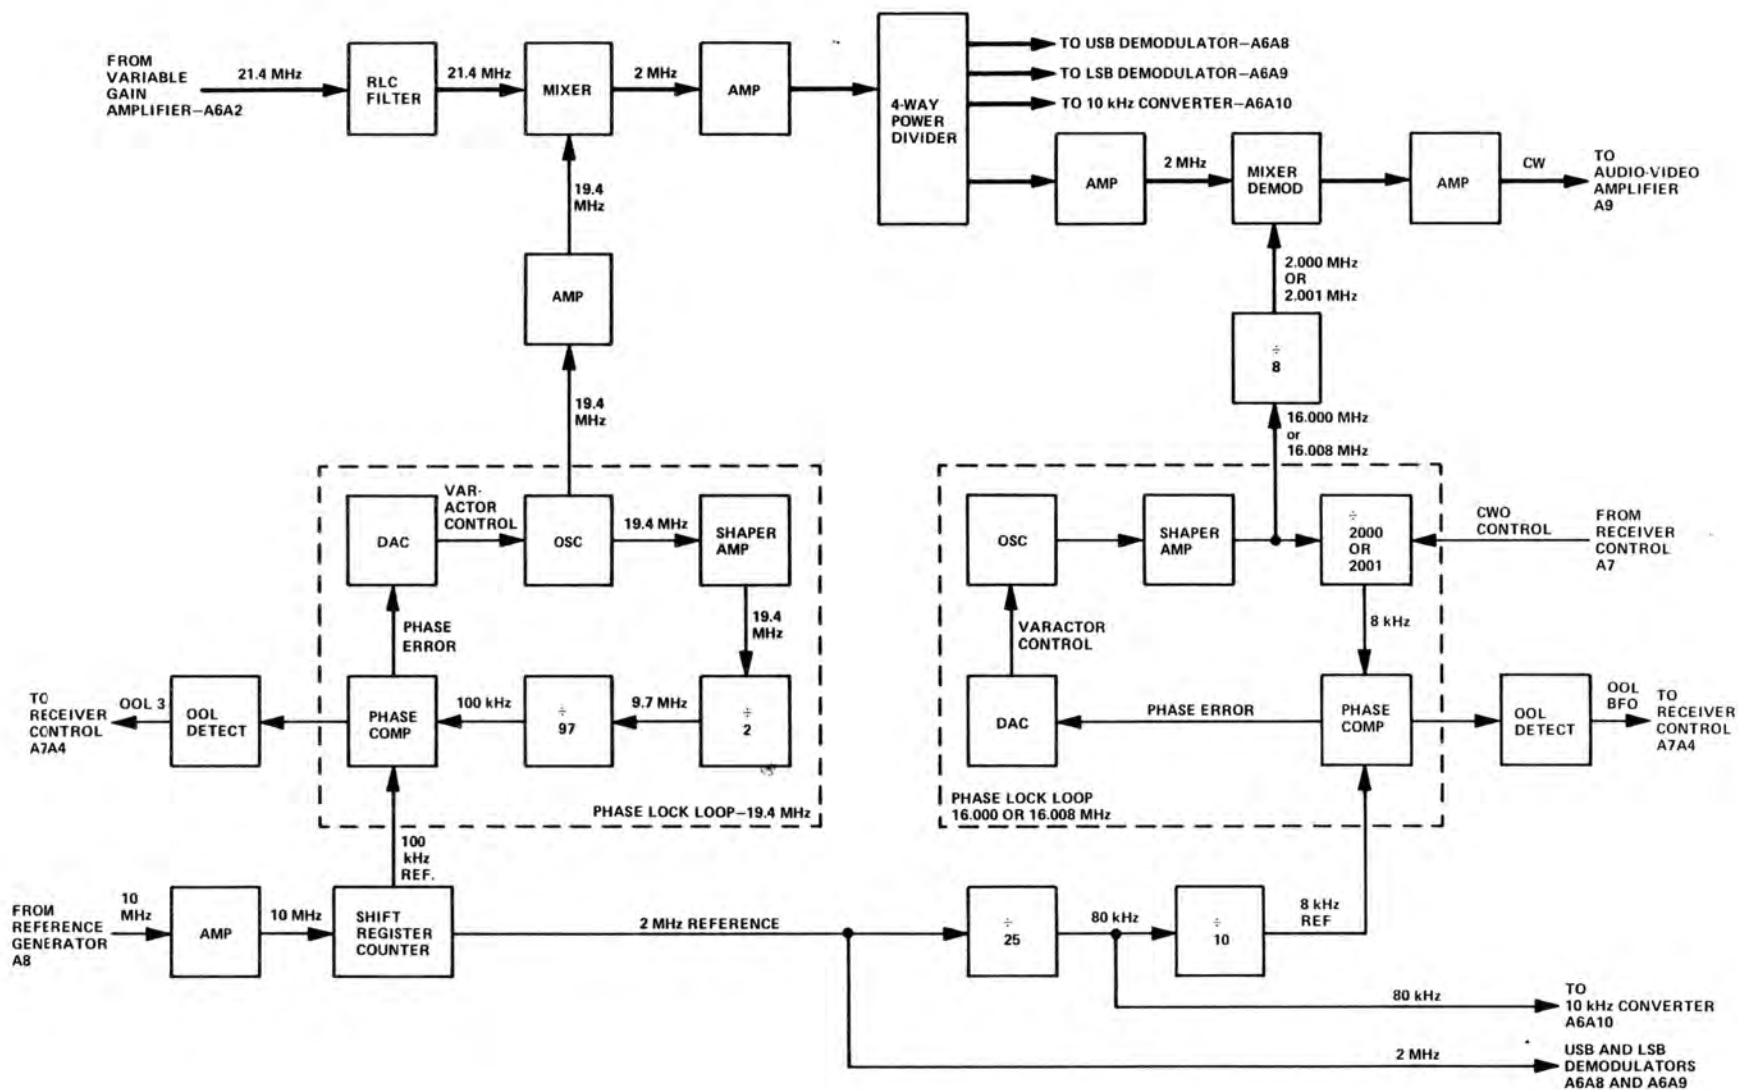 FROM
VARIABLE
GAIN
AMPLIFIER–A6A2
21.4 MHz
RLC
FILTER
21.4 MHz
MIXER
2 MHz
AMP
4-WAY
POWER
DIVIDER
TO USB DEMODULATOR–A6A8
TO LSB DEMODULATOR–A6A9
TO 10 kHz CONVERTER–A6A10
AMP
2 MHz
MIXER
DEMOD
AMP
CW
TO
AUDIO-VIDEO
AMPLIFIER
A9
19.4
MHz
AMP
19.4
MHz
2.000 MHz
OR
2.001 MHz
÷
8
16.000 MHz
or
16.008 MHz
DAC
VAR-
ACTOR
CONTROL
OSC
19.4 MHz
SHAPER
AMP
19.4
MHz
PHASE
ERROR
TO
RECEIVER
CONTROL
A7A4
OOL 3
OOL
DETECT
PHASE
COMP
100 kHz
÷
97
9.7 MHz
÷
2
PHASE LOCK LOOP–19.4 MHz
OSC
SHAPER
AMP
÷
2000
OR
2001
CWO
CONTROL
FROM
RECEIVER
CONTROL
A7
VARACTOR
CONTROL
8 kHz
DAC
PHASE ERROR
PHASE
COMP
OOL
DETECT
OOL
BFO
TO
RECEIVER
CONTROL
A7A4
PHASE LOCK LOOP
16.000 OR 16.008 MHz
100
kHz
REF.
FROM
REFERENCE
GENERATOR
A8
10
MHz
AMP
10 MHz
SHIFT
REGISTER
COUNTER
2 MHz REFERENCE
÷
25
80 kHz
÷
10
8 kHz
REF
80 kHz
TO
10 kHz CONVERTER
A6A10
2 MHz
USB AND LSB
DEMODULATORS
A6A8 AND A6A9